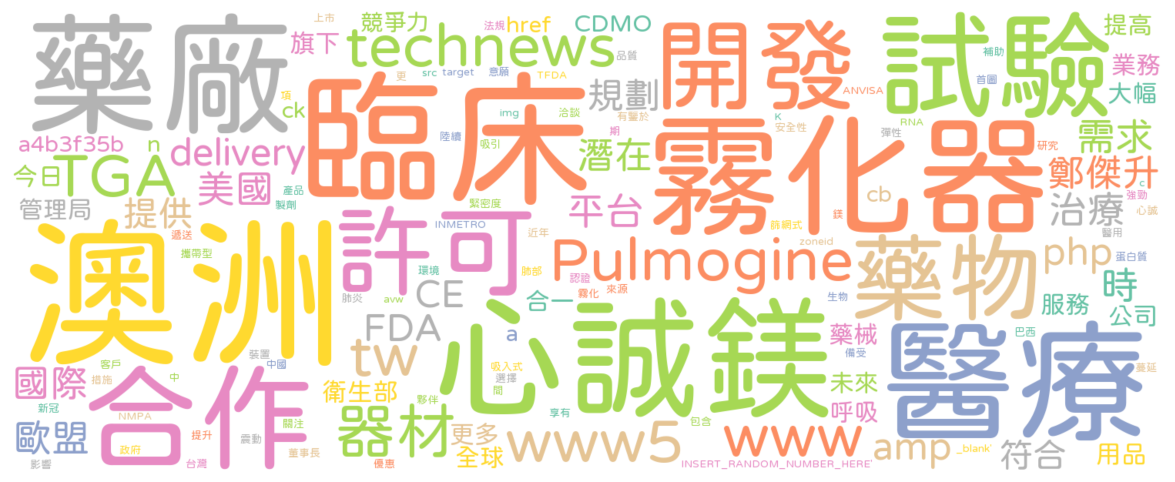 藥廠
上市
旗下
競爭力
technews
法規
href
CDMO
品質
開發
試驗
補助
提高
業務
大幅
首圖
src
target
意願
TFDA
更
頂
ck
a4b3f35b
n
今日
TGA
delivery
臨床
img
洽談
規劃
有鑒於
ANVISA
K
安全性
RNA
彈性
需求
研究
鄭傑升
期
吸引
陸續
潛在
霧化器
cb
c
強勁
心誠
鎂
治療
醫用
管理局
提供
美國
產品
製劑
緊密度
平台
INMETRO
近年
篩網式
zoneid
蛋白質
澳洲
遞送
攜帶型
許可
環境
肺炎
avw
CE
FDA
Pulmogine
肺部
認證
霧化
來源
合一
a
藥物
php
時
公司
服務
生物
藥械
備受
巴西
蔓延
心誠鎂
醫療
裝置
中國
客戶
措施
中
國際
新冠
合作
tw
吸入式
選擇
間
衛生部
夥伴
享有
未來
呼吸
包含
NMPA
關注
歐盟
影響
政府
提升
台灣
震動
董事長
器材
優惠
更多
全球
www5
www
INSERT_RANDOM_NUMBER_HERE'
amp
_blank'
符合
用品